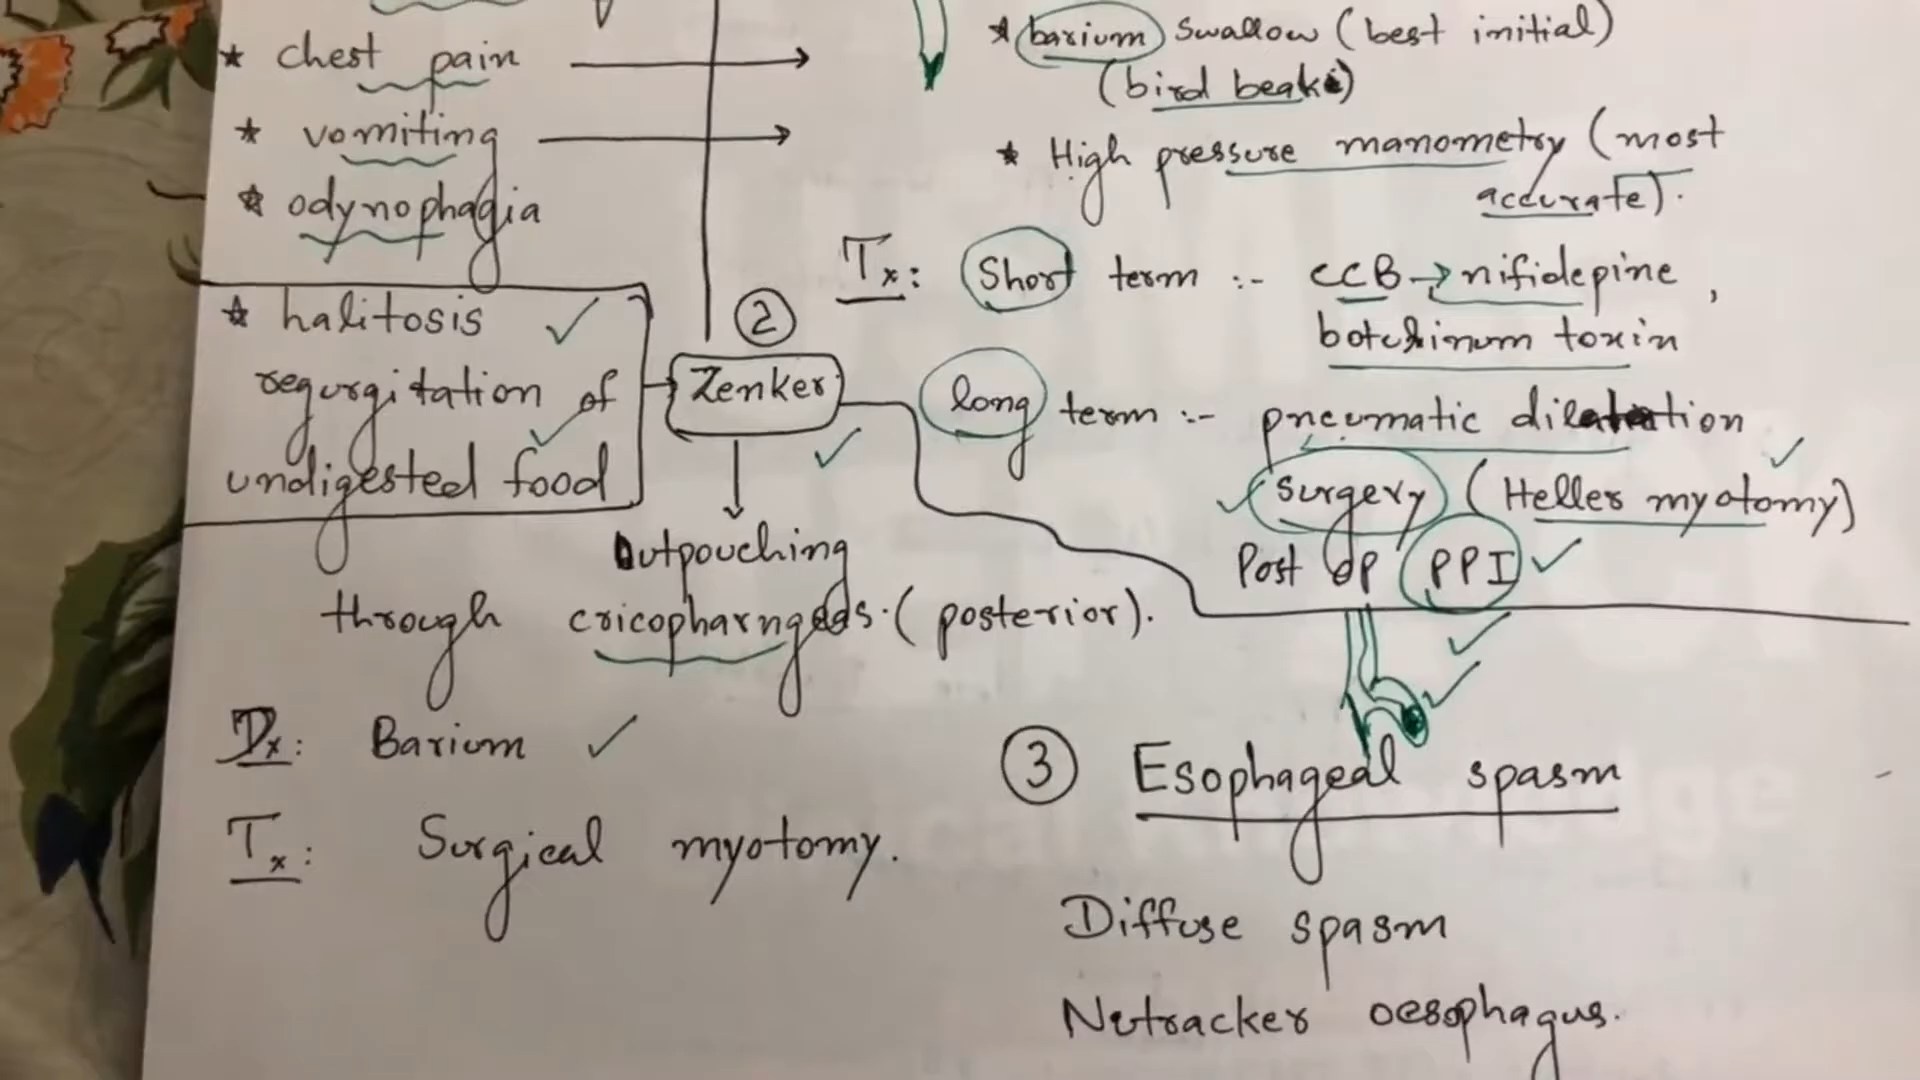 * chest pain
* vomiting
* odynophagia
* halitosis
regurgitation of
undigested food
* barium swallow (best initial)
(bird beak)
* High pressure manometry (most
accurate).
Tx: Short term :- CCB → nifidepine,
botulinum toxin
long term :- pneumatic dilatation
Surgery (Heller myotomy)
Post op PPI
② Zenker
Outpouching
through cricopharngeas. (posterior).
Dx: Barium
Tx: Surgical myotomy.
③ Esophageal spasm
Diffuse spasm
Nutracker oesophagus.